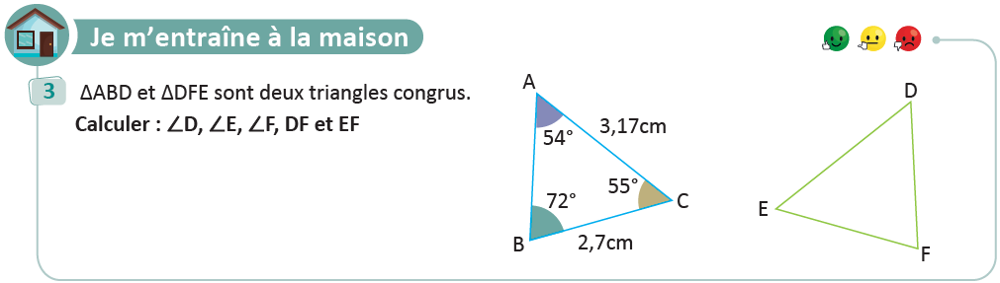 Je m’entraîne à la maison
3 ΔABD et ΔDFE sont deux triangles congrus.
Calculer : ∠D, ∠E, ∠F, DF et EF
A
54°
3,17cm
55°
C
72°
B
2,7cm
D
E
F